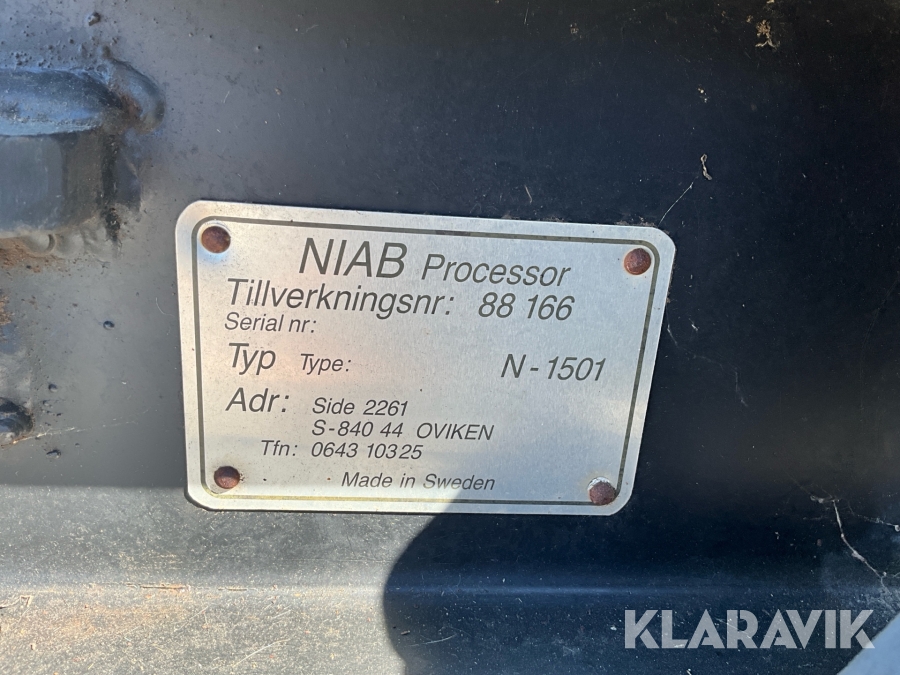 NIAB Processor
Tillverkningsnr: 88 166
Serial nr:
Typ Type: N-1501
Adr: Side 2261
S-840 44 OVIKEN
Tfn: 0643 10325
Made in Sweden
KLARAVIK